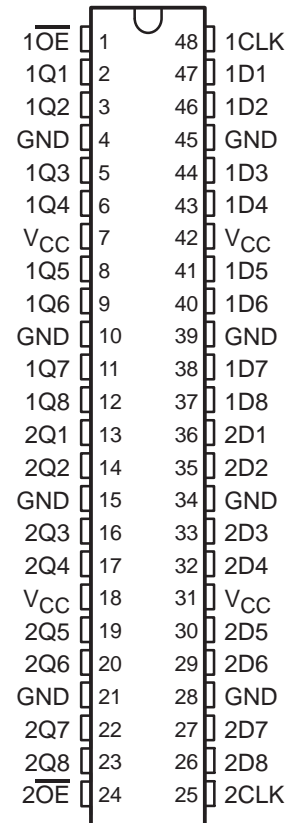 1O̅E̅ 1 48 1CLK
1Q1 2 47 1D1
1Q2 3 46 1D2
GND 4 45 GND
1Q3 5 44 1D3
1Q4 6 43 1D4
VCC 7 42 VCC
1Q5 8 41 1D5
1Q6 9 40 1D6
GND 10 39 GND
1Q7 11 38 1D7
1Q8 12 37 1D8
2Q1 13 36 2D1
2Q2 14 35 2D2
GND 15 34 GND
2Q3 16 33 2D3
2Q4 17 32 2D4
VCC 18 31 VCC
2Q5 19 30 2D5
2Q6 20 29 2D6
GND 21 28 GND
2Q7 22 27 2D7
2Q8 23 26 2D8
2O̅E̅ 24 25 2CLK